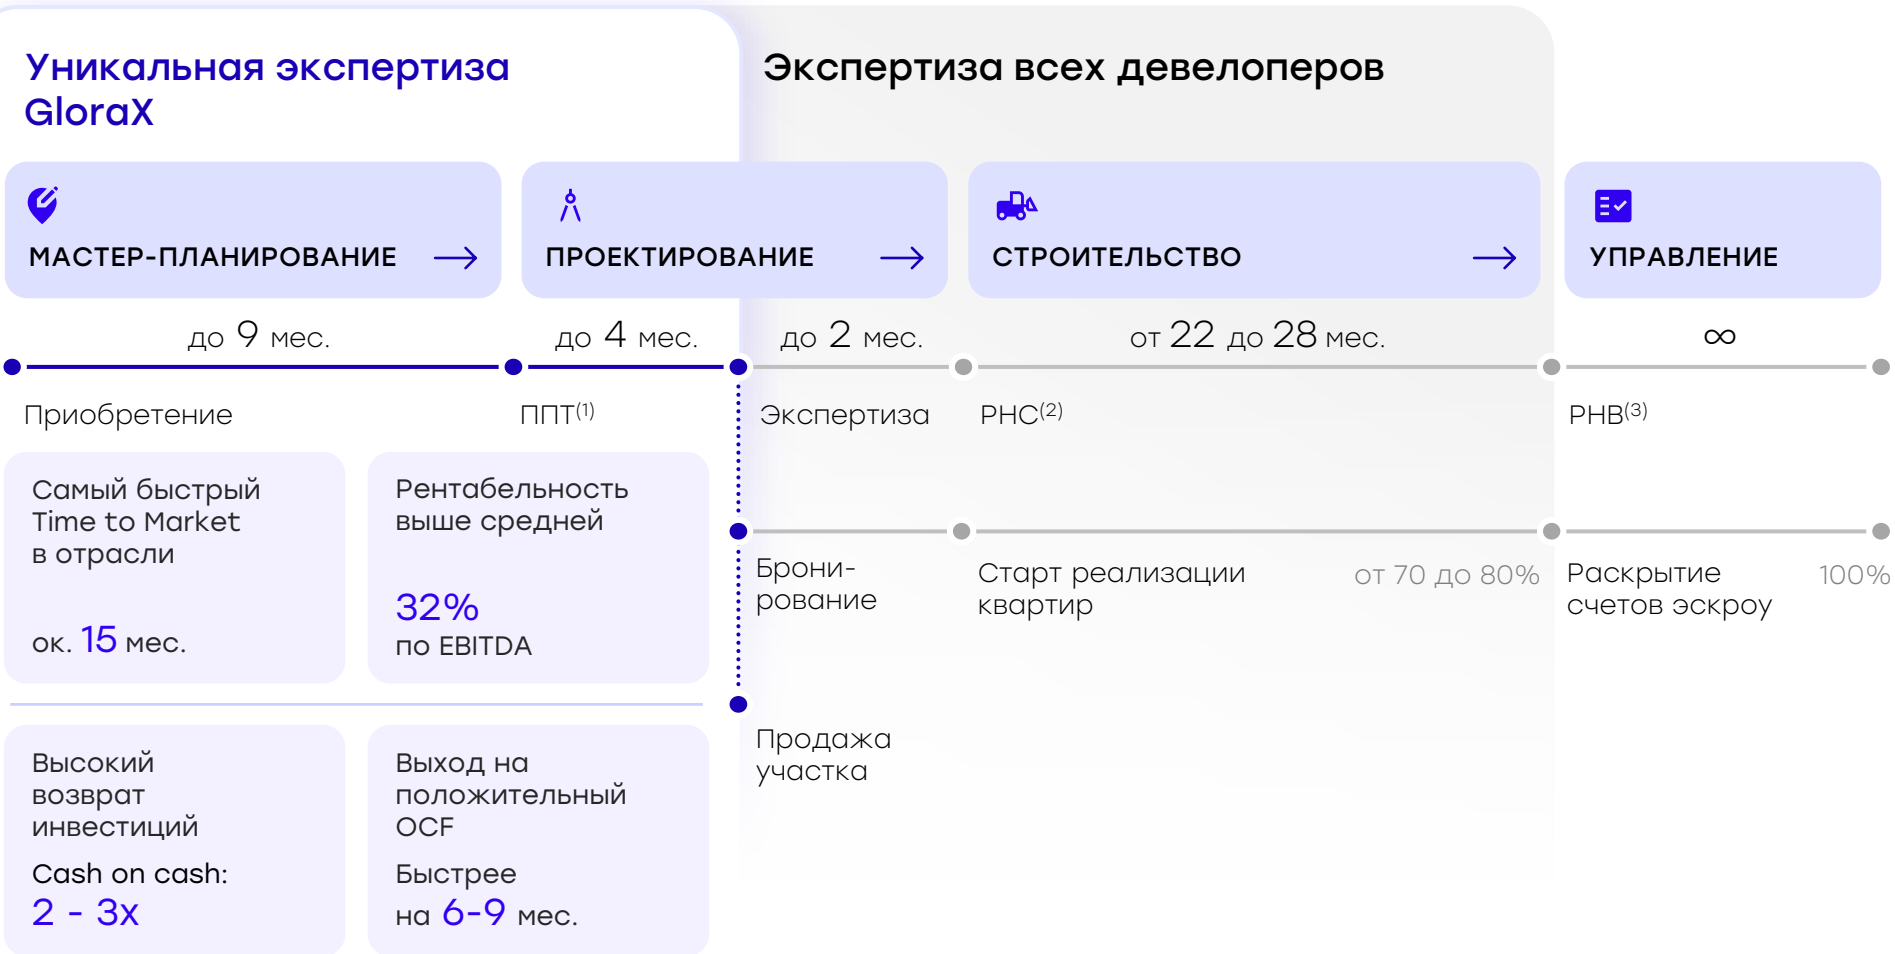 Уникальная экспертиза
GloraX
Экспертиза всех девелоперов
МАСТЕР-ПЛАНИРОВАНИЕ
ПРОЕКТИРОВАНИЕ
СТРОИТЕЛЬСТВО
УПРАВЛЕНИЕ
до 9 мес.
до 4 мес.
до 2 мес.
от 22 до 28 мес.
∞
Приобретение
ППТ(1)
Экспертиза
РНС(2)
РНВ(3)
Самый быстрый
Time to Market
в отрасли
ок. 15 мес.
Рентабельность
выше средней
32%
по EBITDA
Брони-
рование
Старт реализации
квартир
от 70 до 80%
Раскрытие
счетов эскроу
100%
Продажа
участка
Высокий
возврат
инвестиций
Cash on cash:
2 - 3x
Выход на
положительный
OCF
Быстрее
на 6-9 мес.